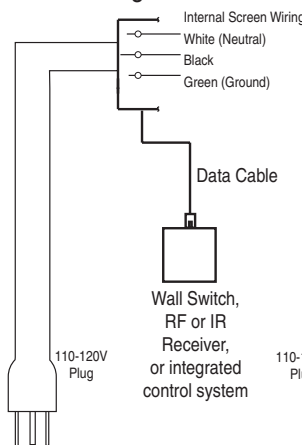 Internal Screen Wiring
White (Neutral)
Black
Green (Ground)
Data Cable
Wall Switch,
RF or IR
Receiver,
or integrated
control system
110-120V
Plug